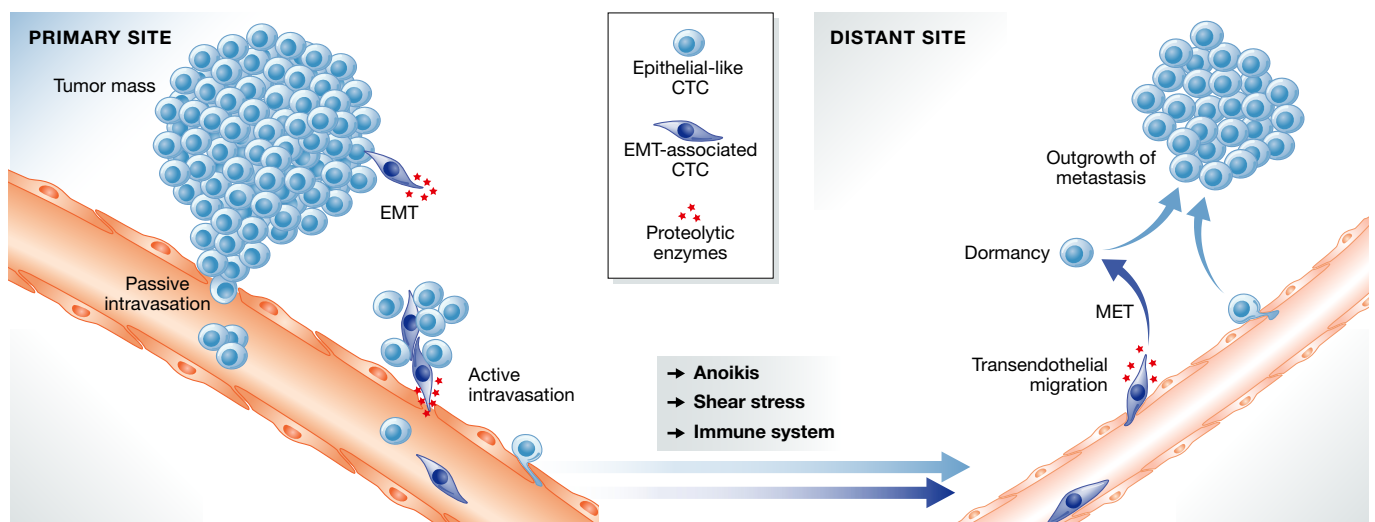 PRIMARY SITE
Tumor mass
EMT
Passive
intravasation
Active
intravasation
Epithelial-like
CTC
EMT-associated
CTC
Proteolytic
enzymes
→ Anoikis
→ Shear stress
→ Immune system
DISTANT SITE
Outgrowth of
metastasis
Dormancy
MET
Transendothelial
migration